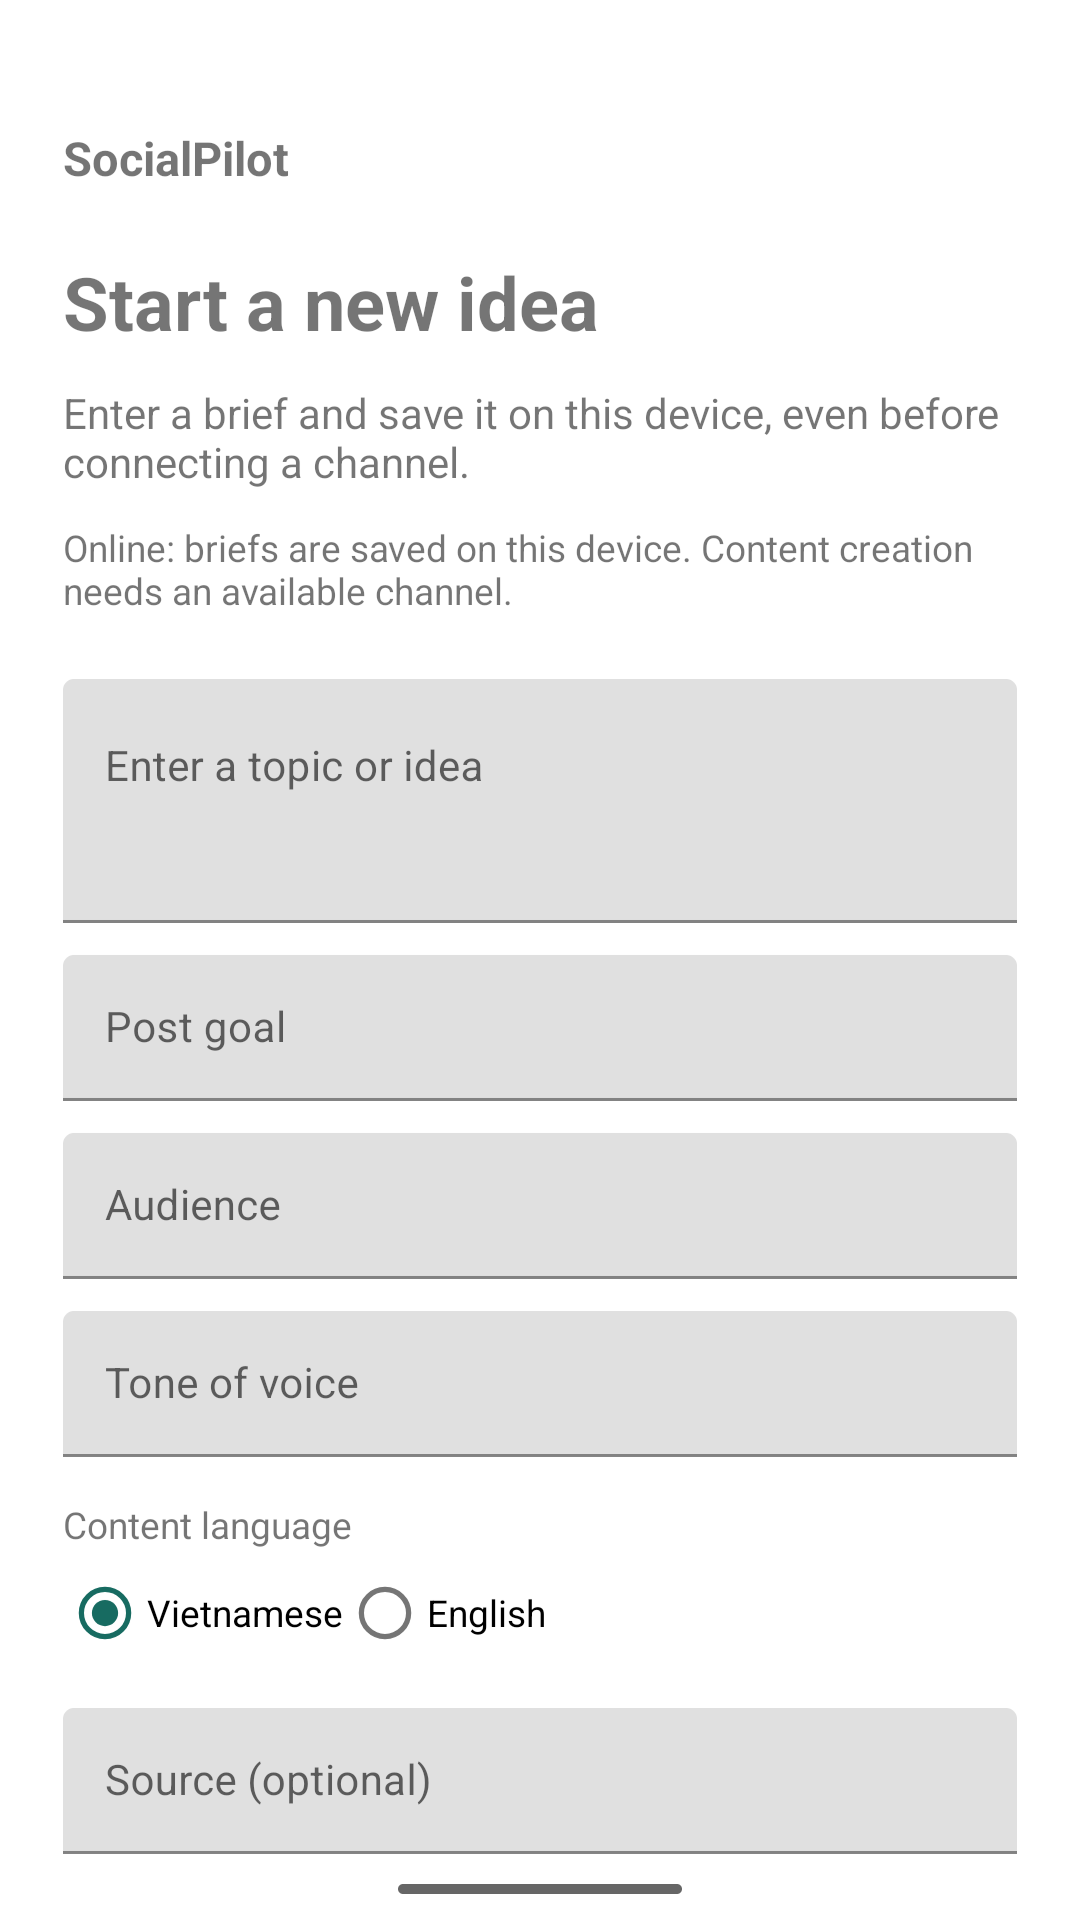 SocialPilot
Start a new idea
Enter a brief and save it on this device, even before
connecting a channel.
Online: briefs are saved on this device. Content creation
needs an available channel.
Enter a topic or idea
Post goal
Audience
Tone of voice
Content language
Vietnamese English
Source (optional)